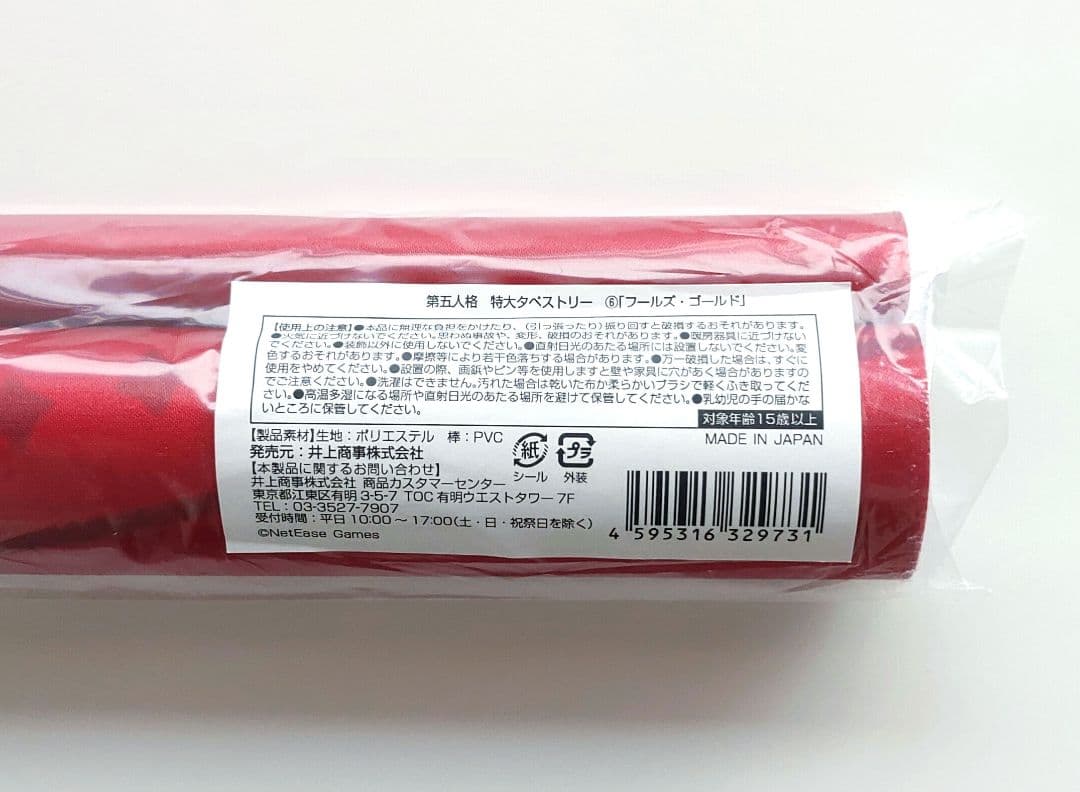 第五人格 特大タペストリー ⑥「フールズ・ゴールド」
【使用上の注意】●本品に無理な負担をかけたり、(引っ張ったり)振り回すと破損するおそれがあります。
●火気に近づけないでください。思わぬ事故や、変形、破損のおそれがあります。●暖房器具に近づけない
でください。●装飾以外に使用しないでください。●直射日光のあたる場所には設置しないでください。変
色するおそれがあります。●摩擦等により若干色落ちする場合があります。●万一破損した場合は、すぐに
使用をやめてください。●設置の際、画鋲やピン等を使用しますと壁や家具に穴があく場合がありますの
でご注意ください。●洗濯はできません。汚れた場合は乾いた布か柔らかいブラシで軽くふき取ってくだ
さい。●高温多湿になる場所や直射日光のあたる場所を避けて保管してください。●乳幼児の手の届かな
いところに保管してください。
対象年齢15歳以上
【製品素材】生地:ポリエステル 棒:PVC
MADE IN JAPAN
発売元:井上商事株式会社
紙
シール
プラ
外装
【本製品に関するお問い合わせ】
井上商事株式会社 商品カスタマーセンター
東京都江東区有明 3-5-7 TOC 有明ウエストタワー 7F
TEL:03-3527-7907
受付時間:平日 10:00~17:00(土・日・祝祭日を除く)
©NetEase Games
4 595316 329731